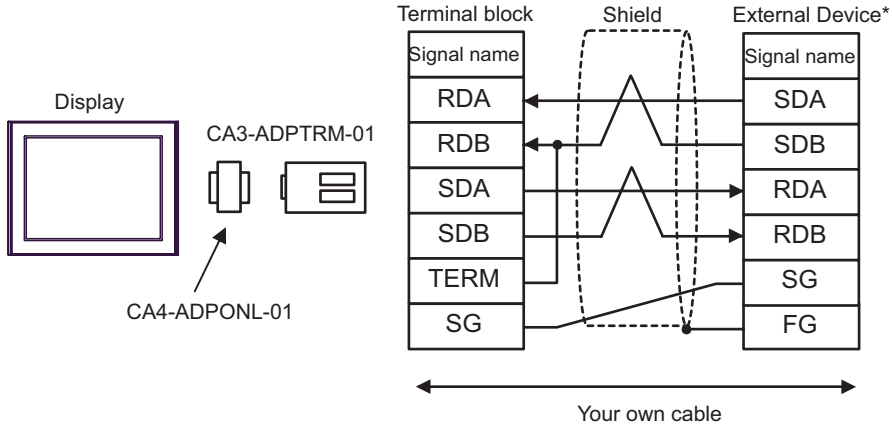 Terminal block
Shield
External Device*
Signal name
Signal name
RDA
SDA
RDB
SDB
SDA
RDA
SDB
RDB
TERM
SG
SG
FG
Display
CA3-ADPTRM-01
CA4-ADPONL-01
Your own cable